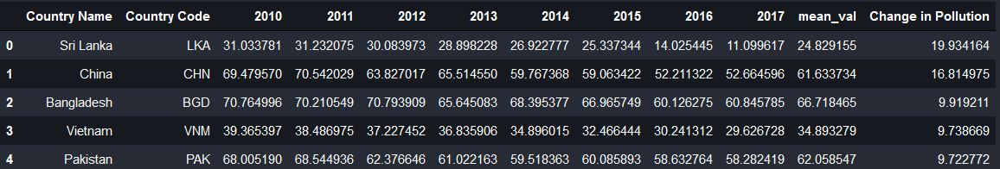 Country Name Country Code 2010 2011 2012 2013 2014 2015 2016 2017 mean_val Change in Pollution
0 Sri Lanka LKA 31.033781 31.232075 30.083973 28.898228 26.922777 25.337344 14.025445 11.099617 24.829155 19.934164
1 China CHN 69.479570 70.542029 63.827017 65.514550 59.767368 59.063422 52.211322 52.664596 61.633734 16.814975
2 Bangladesh BGD 70.764996 70.210549 70.793909 65.645083 68.395377 66.965749 60.126275 60.845785 66.718465 9.919211
3 Vietnam VNM 39.365397 38.486975 37.227452 36.835906 34.896015 32.466444 30.241312 29.626728 34.893279 9.738669
4 Pakistan PAK 68.005190 68.544936 62.376646 61.022163 59.518363 60.085893 58.632764 58.282419 62.058547 9.722772